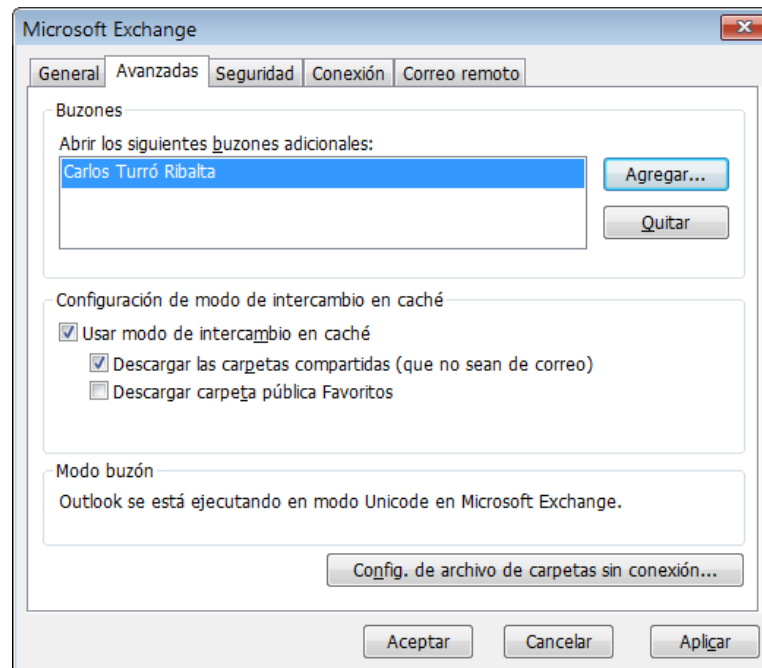 Microsoft Exchange
General Avanzadas Seguridad Conexión Correo remoto
Buzones
Abrir los siguientes buzones adicionales:
Carlos Turró Ribalta
Agregar...
Quitar
Configuración de modo de intercambio en caché
Usar modo de intercambio en caché
Descargar las carpetas compartidas (que no sean de correo)
Descargar carpeta pública Favoritos
Modo buzón
Outlook se está ejecutando en modo Unicode en Microsoft Exchange.
Config. de archivo de carpetas sin conexión...
Aceptar Cancelar Aplicar